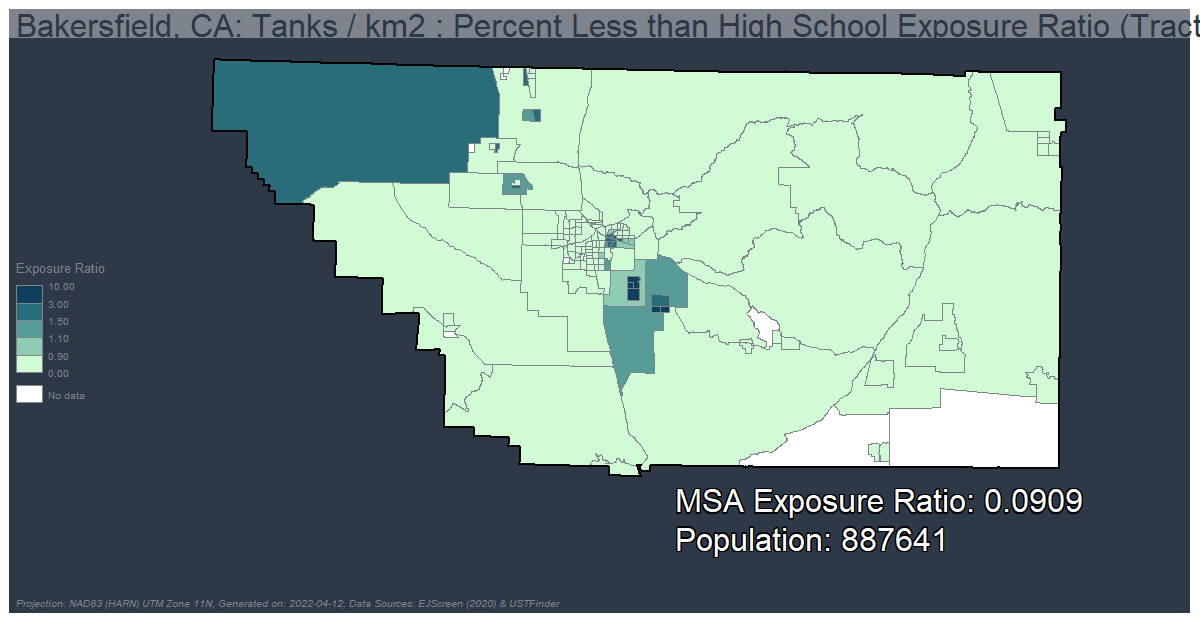 Bakersfield, CA: Tanks / km2 : Percent Less than High School Exposure Ratio (Tract
Exposure Ratio
10.00
3.00
1.50
1.10
0.90
0.00
No data
MSA Exposure Ratio: 0.0909
Population: 887641
Projection: NAD83 (HARN) UTM Zone 11N, Generated on: 2022-04-12, Data Sources: EJScreen (2020) & USTFinder